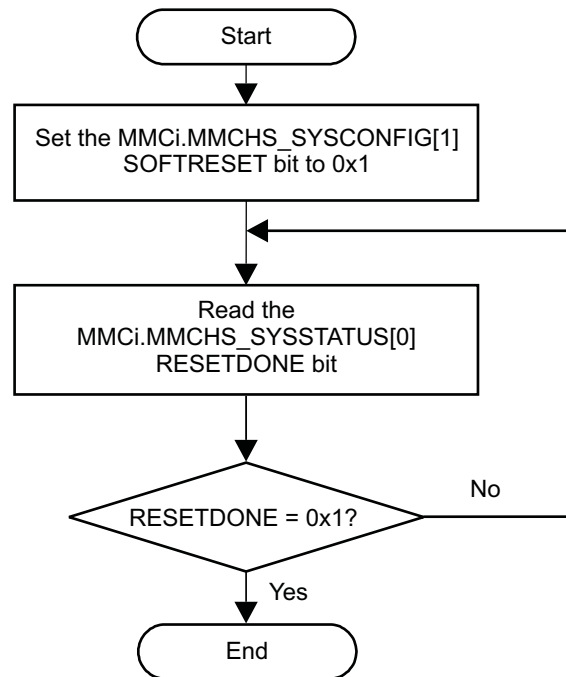 Start
Set the MMCi.MMCHS_SYSCONFIG[1]
SOFTRESET bit to 0x1
Read the
MMCi.MMCHS_SYSSTATUS[0]
RESETDONE bit
RESETDONE = 0x1?
No
Yes
End